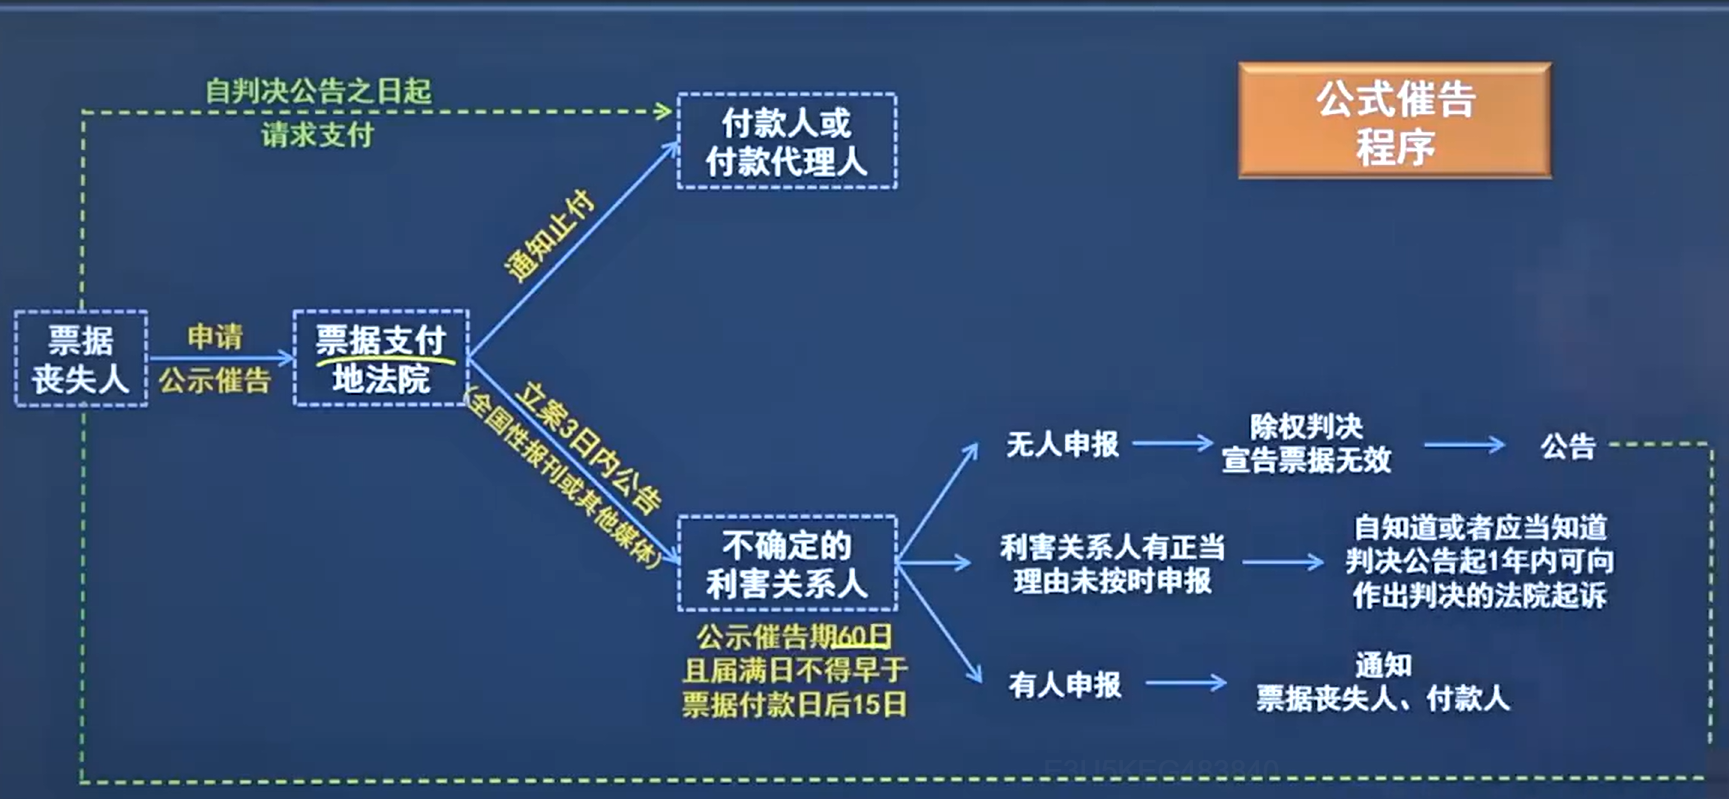 自判决公告之日起
请求支付
付款人或
付款代理人
公式催告
程序
通知止付
票据
丧失人
申请
公示催告
票据支付
地法院
立案3日内公告
(全国性报刊或其他媒体)
不确定的
利害关系人
公示催告期60日
且届满日不得早于
票据付款日后15日
无人申报
除权判决
宣告票据无效
公告
利害关系人有正当
理由未按时申报
自知道或者应当知道
判决公告起1年内可向
作出判决的法院起诉
有人申报
通知
票据丧失人、付款人